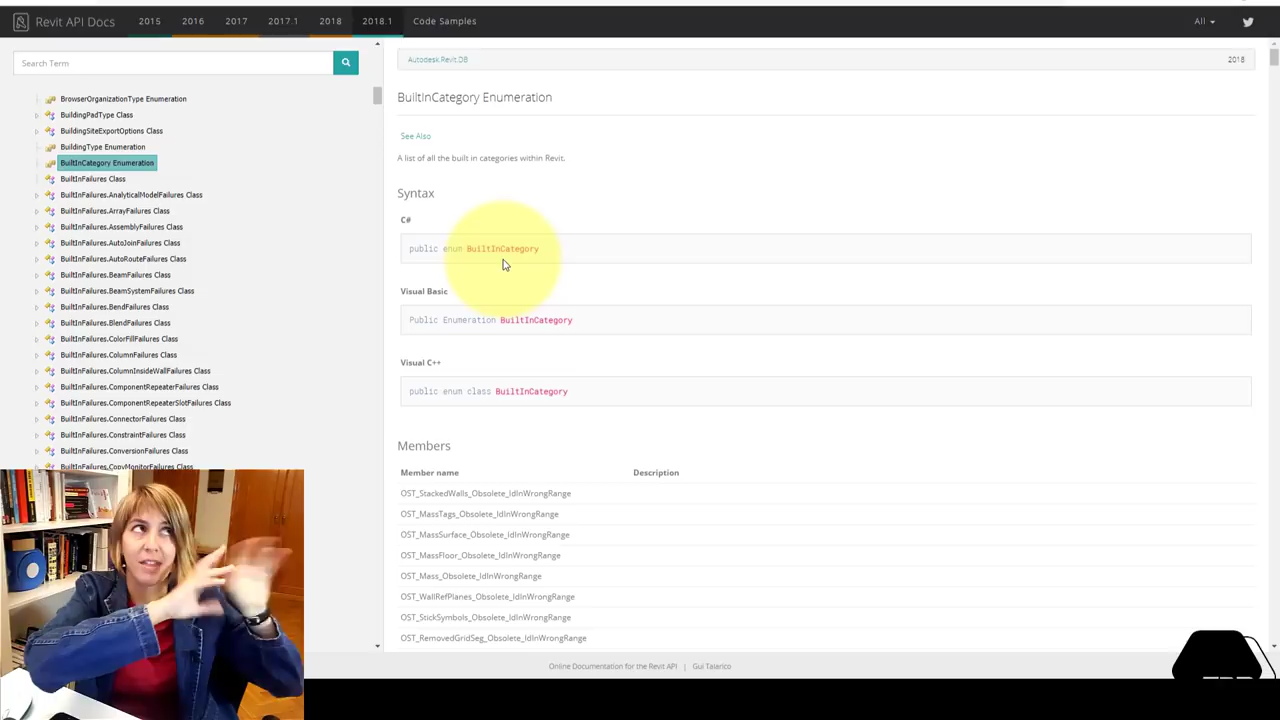 Revit API Docs
2015
2016
2017
2017.1
2018
2018.1
Code Samples
All
Search Term
BrowserOrganizationType Enumeration
BuildingPadType Class
BuildingSiteExportOptions Class
BuildingType Enumeration
BuiltInCategory Enumeration
BuiltInFailures Class
BuiltInFailures.AnalyticalModelFailures Class
BuiltInFailures.ArrayFailures Class
BuiltInFailures.AssemblyFailures Class
BuiltInFailures.AutoJoinFailures Class
BuiltInFailures.AutoRouteFailures Class
BuiltInFailures.BeamFailures Class
BuiltInFailures.BeamSystemFailures Class
BuiltInFailures.BendFailures Class
BuiltInFailures.BlendFailures Class
BuiltInFailures.ColorFillFailures Class
BuiltInFailures.ColumnFailures Class
BuiltInFailures.ColumnInsideWallFailures Class
BuiltInFailures.ComponentRepeaterFailures Class
BuiltInFailures.ComponentRepeaterSlotFailures Class
BuiltInFailures.ConnectorFailures Class
BuiltInFailures.ConstraintFailures Class
BuiltInFailures.ConversionFailures Class
BuiltInFailures.CopyMonitorFailures Class
Autodesk.Revit.DB
2018
BuiltInCategory Enumeration
See Also
A list of all the built in categories within Revit.
Syntax
C#
public enum BuiltInCategory
Visual Basic
Public Enumeration BuiltInCategory
Visual C++
public enum class BuiltInCategory
Members
Member name Description
OST_StackedWalls_Obsolete_IdInWrongRange
OST_MassTags_Obsolete_IdInWrongRange
OST_MassSurface_Obsolete_IdInWrongRange
OST_MassFloor_Obsolete_IdInWrongRange
OST_Mass_Obsolete_IdInWrongRange
OST_WallRefPlanes_Obsolete_IdInWrongRange
OST_StickSymbols_Obsolete_IdInWrongRange
OST_RemovedGridSeg_Obsolete_IdInWrongRange
Online Documentation for the Revit API | Gui Talarico